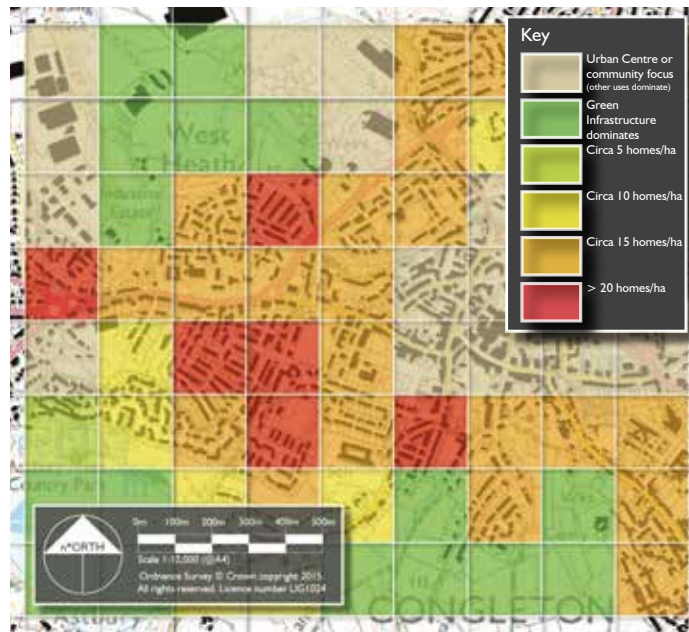 Key
Urban Centre or
community focus
(other uses dominate)
Green
Infrastructure
dominates
Circa 5 homes/ha
Circa 10 homes/ha
Circa 15 homes/ha
> 20 homes/ha
West
Heath
Works
Industrial
Estate
Country Park
0m 100m 200m 300m 400m 500m
n°ORTH
Scale 1:12,000 (@A4)
Ordnance Survey © Crown copyright 2015
All rights reserved. Licence number LIG1024
CONGLETON